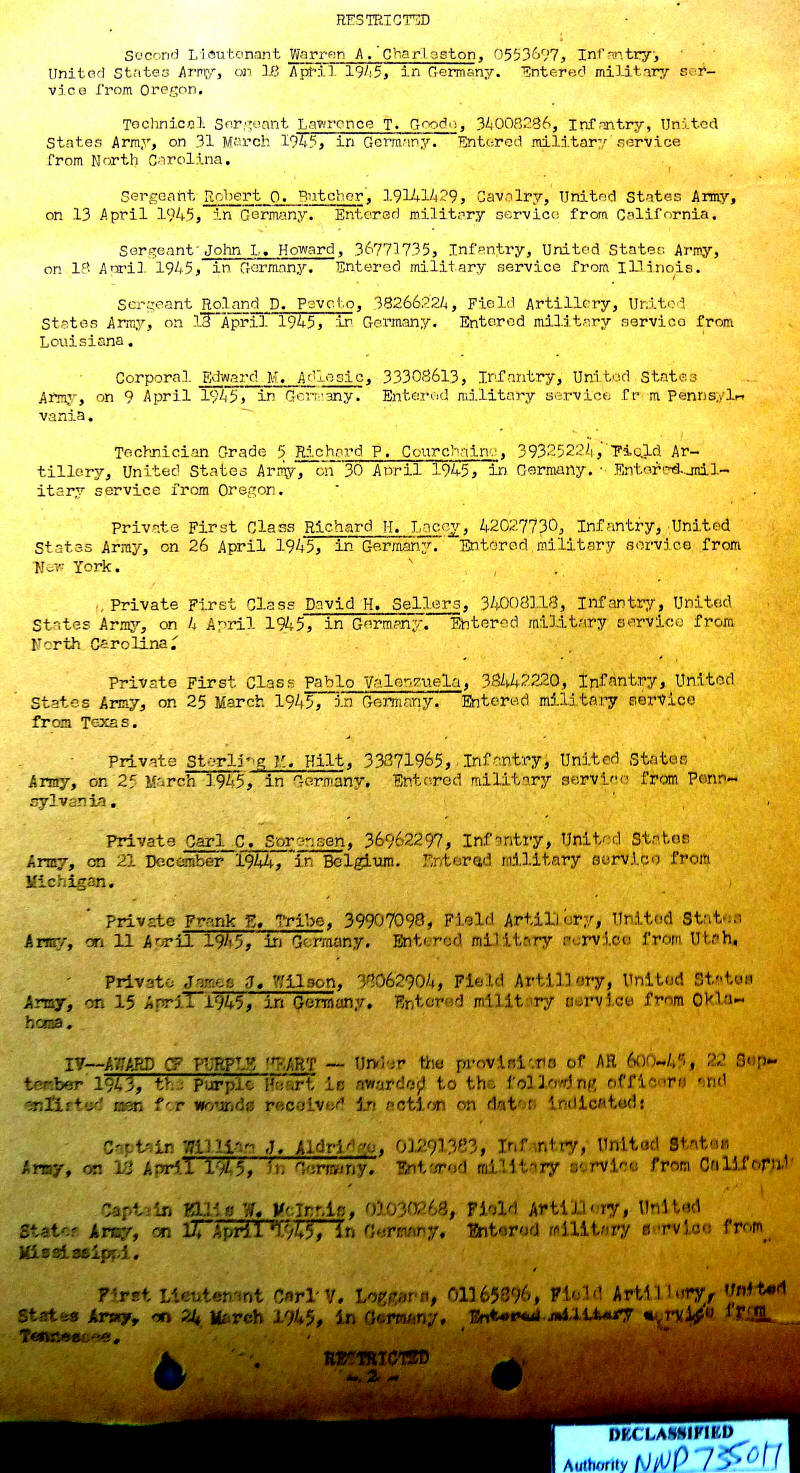 RESTRICTED
Second Lieutenant Warren A. Charleston, 0553697, Infantry,
United States Army, on 18 April 1945, in Germany. Entered military ser-
vice from Oregon.
Technical Sergeant Lawrence T. Goode, 34008286, Infantry, United
States Army, on 31 March 1945, in Germany. Entered military service
from North Carolina.
Sergeant Robert O. Butcher, 19141429, Cavalry, United States Army,
on 13 April 1945, in Germany. Entered military service from California.
Sergeant John L. Howard, 36771735, Infantry, United States Army,
on 18 April 1945, in Germany. Entered military service from Illinois.
Sergeant Roland D. Peveto, 38266224, Field Artillery, United
States Army, on 13 April 1945, in Germany. Entered military service from
Louisiana.
Corporal Edward M. Adlesic, 33308613, Infantry, United States
Army, on 9 April 1945, in Germany. Entered military service from Pennsyl-
vania.
Technician Grade 5 Richard P. Courchaine, 39325224, Field Ar-
tillery, United States Army, on 30 April 1945, in Germany. Entered mil-
itary service from Oregon.
Private First Class Richard H. Lacey, 42027730, Infantry, United
States Army, on 26 April 1945, in Germany. Entered military service from
New York.
Private First Class David H. Sellers, 34008118, Infantry, United
States Army, on 4 April 1945, in Germany. Entered military service from
North Carolina.
Private First Class Pablo Valenzuela, 38442220, Infantry, United
States Army, on 25 March 1945, in Germany. Entered military service
from Texas.
Private Sterling M. Hilt, 33871965, Infantry, United States
Army, on 25 March 1945, in Germany. Entered military service from Penn-
sylvania.
Private Carl C. Sorensen, 36962297, Infantry, United States
Army, on 21 December 1944, in Belgium. Entered military service from
Michigan.
Private Frank E. Tribe, 39907098, Field Artillery, United States
Army, on 11 April 1945, in Germany. Entered military service from Utah.
Private James J. Wilson, 38062904, Field Artillery, United States
Army, on 15 April 1945, in Germany. Entered military service from Okla-
homa.
IV--AWARD OF PURPLE HEART -- Under the provisions of AR 600-45, 22 Sep-
tember 1943, the Purple Heart is awarded to the following officers and
enlisted men for wounds received in action on dates indicated:
Captain William J. Aldridge, 01291383, Infantry, United States
Army, on 18 April 1945, in Germany. Entered military service from Californi
Captain Ellis W. McInnis, 01030268, Field Artillery, United
States Army, on 14 April 1945, in Germany. Entered military service from
Mississippi.
First Lieutenant Carl V. Loggans, 01165896, Field Artillery, United
States Army, on 24 March 1945, in Germany. Entered military service from
Tennessee.
RESTRICTED
- 2 -
DECLASSIFIED
Authority NND 735017